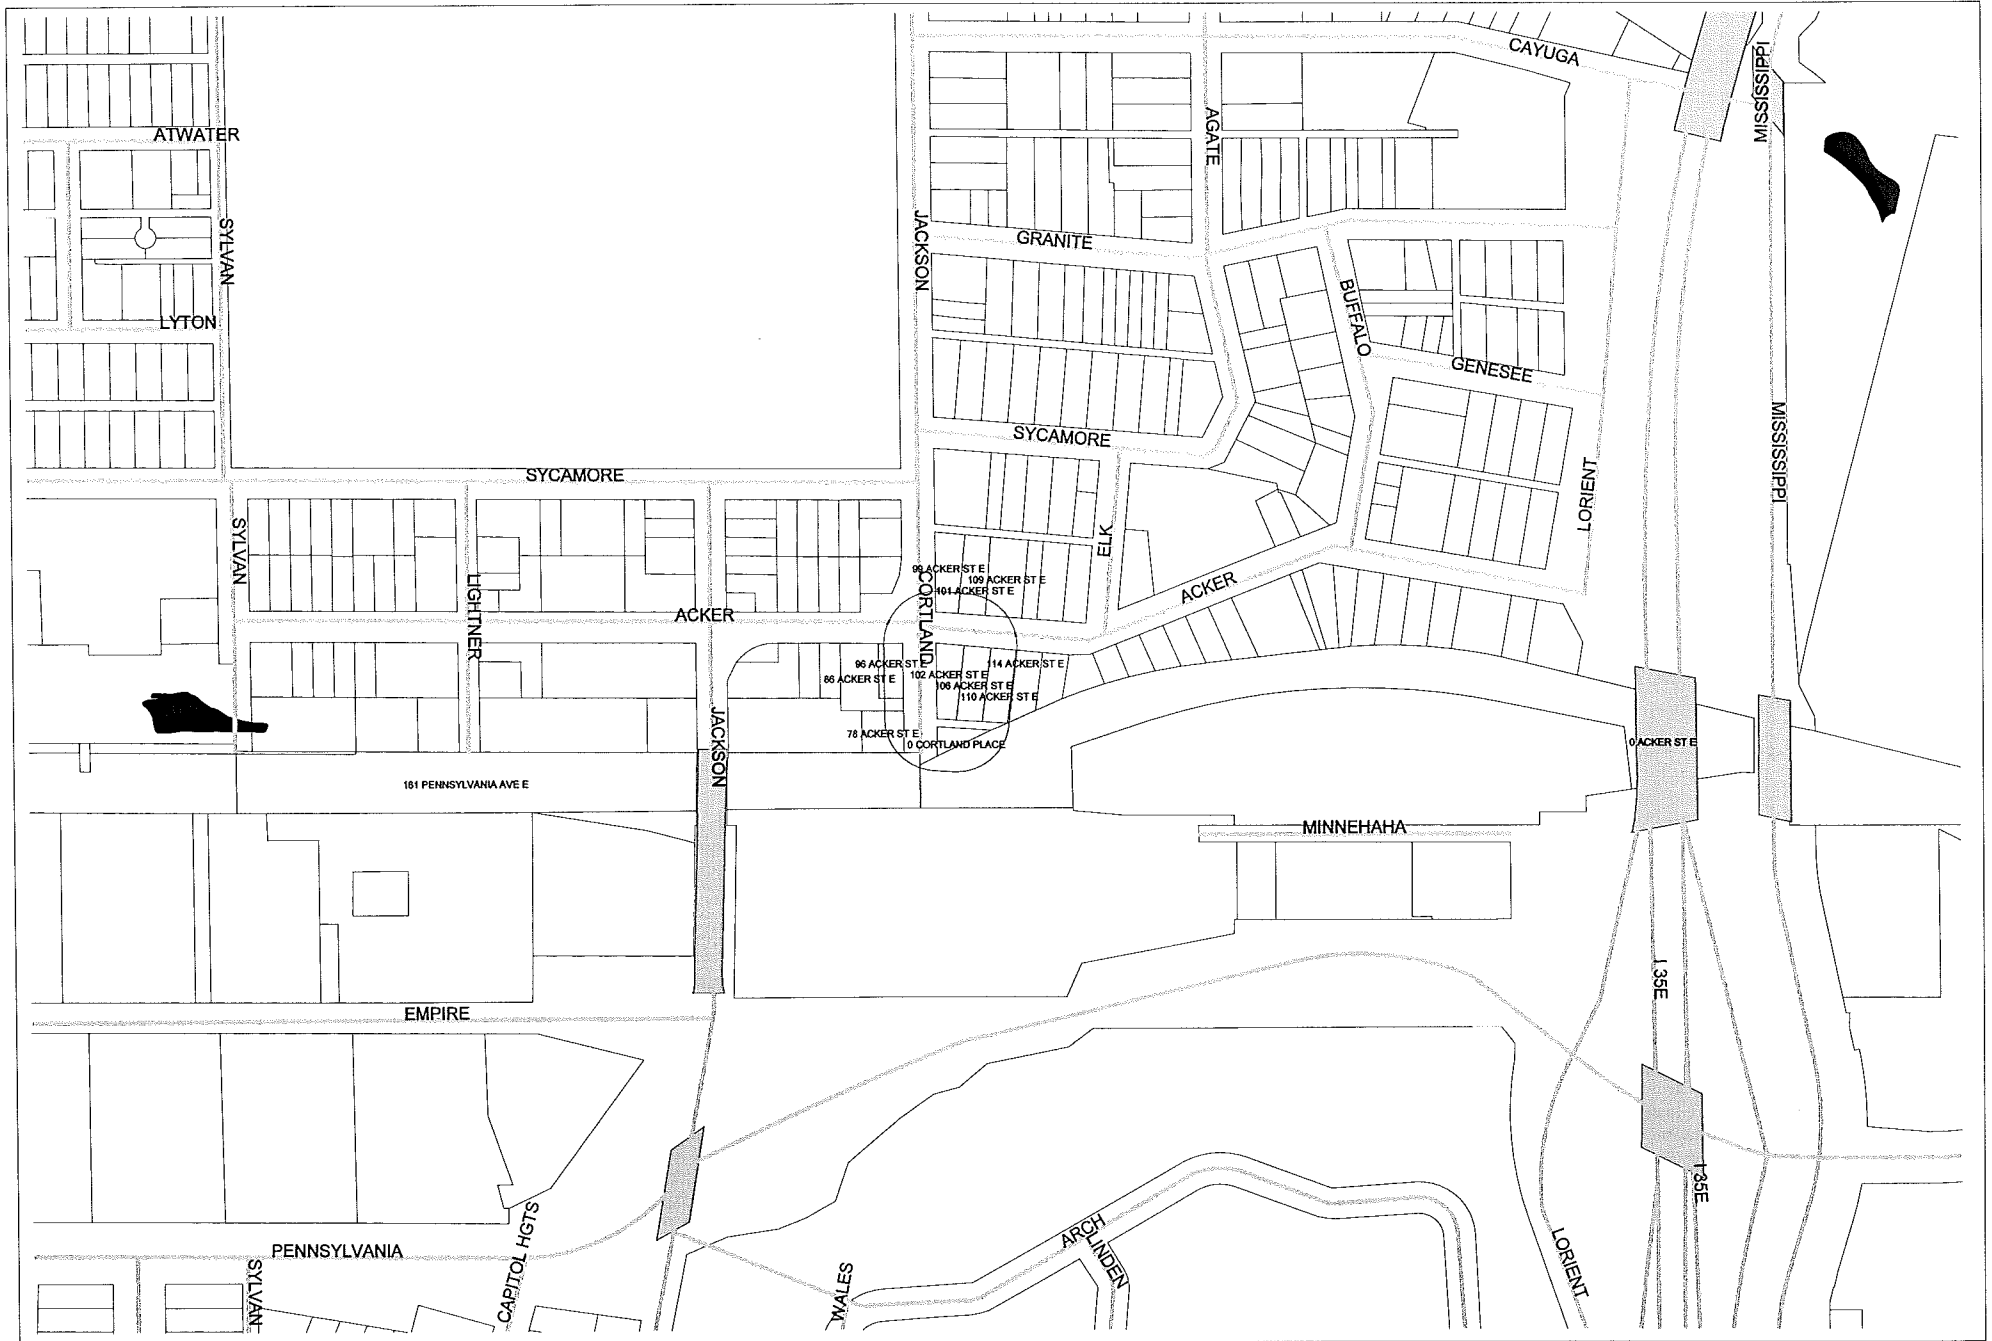 CAYUGA
MISSISSIPPI
ATWATER
AGATE
SYLVAN
JACKSON
GRANITE
LYTON
BUFFALO
GENESEE
MISSISSIPPI
SYCAMORE
SYCAMORE
LORIENT
SYLVAN
ELK
LIGHTNER
CORTLAND
99 ACKER ST E
109 ACKER ST E
101 ACKER ST E
ACKER
ACKER
96 ACKER ST E
114 ACKER ST E
86 ACKER ST E
102 ACKER ST E
106 ACKER ST E
110 ACKER ST E
JACKSON
78 ACKER ST E
0 CORTLAND PLACE
0 ACKER ST E
161 PENNSYLVANIA AVE E
MINNEHAHA
I 35E
EMPIRE
I 35E
CAPITOL HGTS
ARCH
LINDEN
LORIENT
PENNSYLVANIA
SYLVAN
WALES